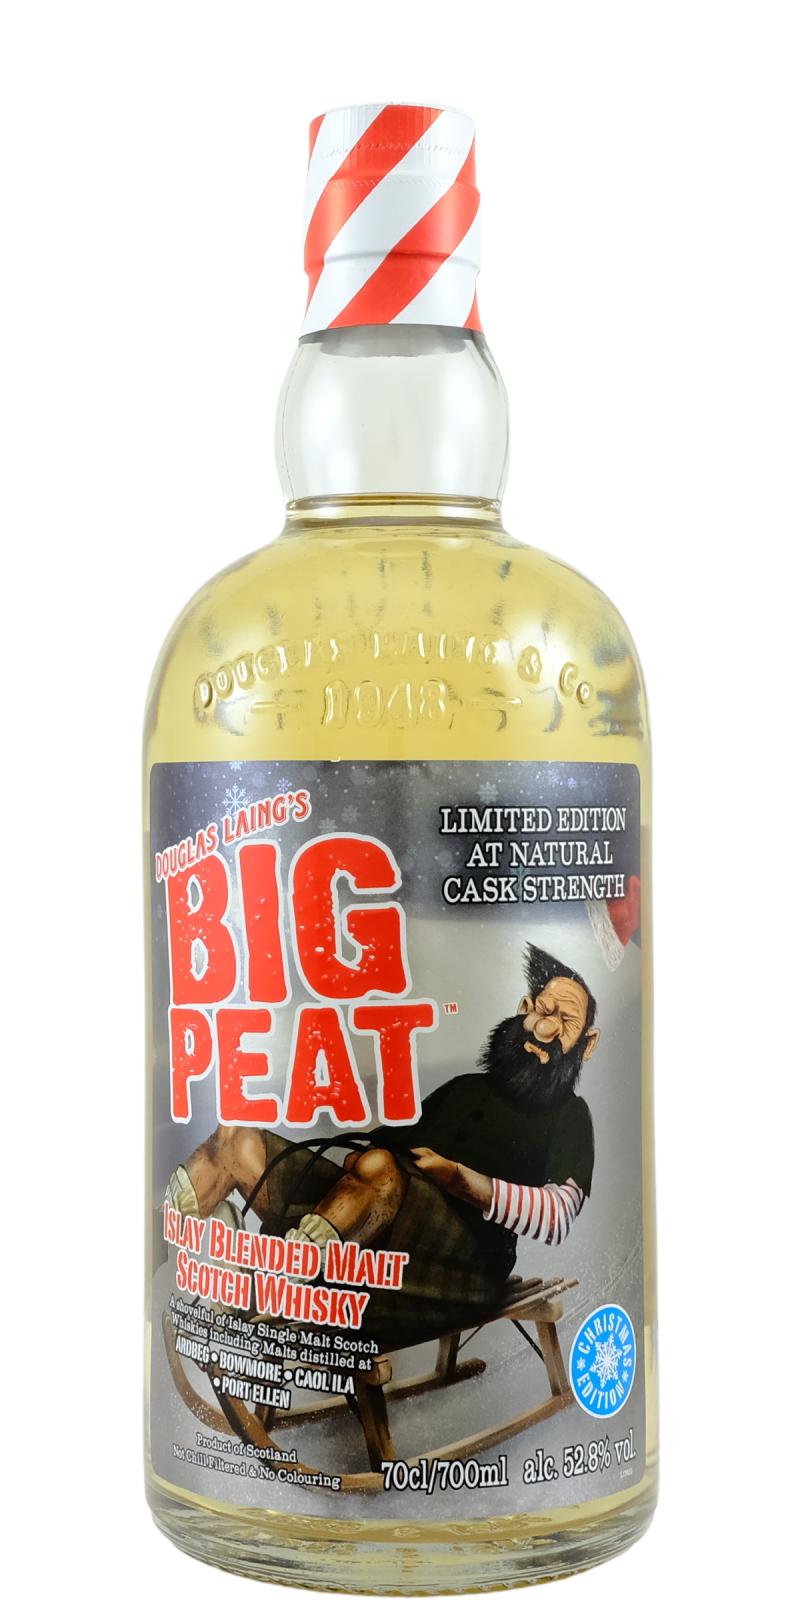 DOUGLAS LAING & CO
1948
DOUGLAS LAING'S
BIG
PEAT™
LIMITED EDITION
AT NATURAL
CASK STRENGTH
ISLAY BLENDED MALT
SCOTCH WHISKY
A shovelful of Islay Single Malt Scotch
Whiskies including Malts distilled at
ARDBEG • BOWMORE • CAOL ILA
• PORT ELLEN
CHRISTMAS
EDITION
Product of Scotland
Not Chill Filtered & No Colouring
70cl/700ml alc. 52.8% vol.